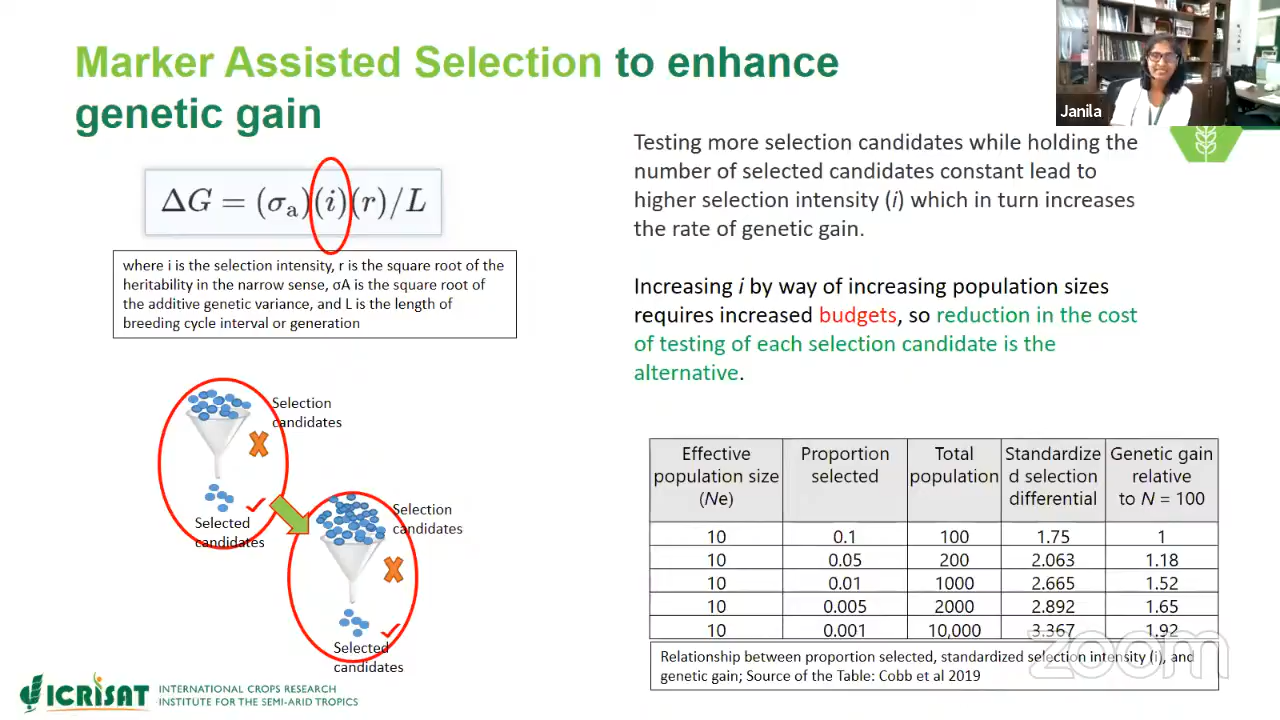 Marker Assisted Selection to enhance
genetic gain
Janila
ΔG = (σa)(i)(r)/L
where i is the selection intensity, r is the square root of the
heritability in the narrow sense, σA is the square root of
the additive genetic variance, and L is the length of
breeding cycle interval or generation
Testing more selection candidates while holding the
number of selected candidates constant lead to
higher selection intensity (i) which in turn increases
the rate of genetic gain.
Increasing i by way of increasing population sizes
requires increased budgets, so reduction in the cost
of testing of each selection candidate is the
alternative.
Selection
candidates
Selected
candidates
Selection
candidates
Selected
candidates
Effective population size (Ne) Proportion selected Total population Standardize d selection differential Genetic gain relative to N = 100
10 0.1 100 1.75 1
10 0.05 200 2.063 1.18
10 0.01 1000 2.665 1.52
10 0.005 2000 2.892 1.65
10 0.001 10,000 3.367 1.92
Relationship between proportion selected, standardized selection intensity (i), and
genetic gain; Source of the Table: Cobb et al 2019
zoom
ICRISAT
INTERNATIONAL CROPS RESEARCH
INSTITUTE FOR THE SEMI-ARID TROPICS